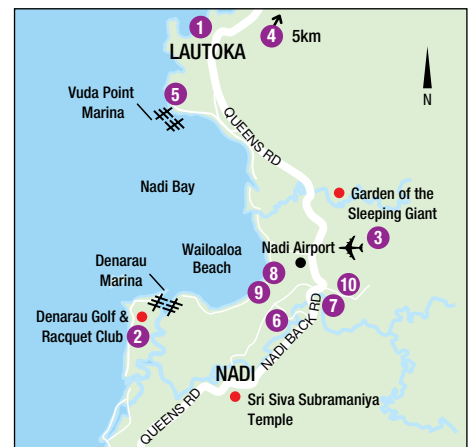 1
LAUTOKA
4 5km
5
Vuda Point
Marina
N
QUEENS RD
Nadi Bay
Garden of the
Sleeping Giant
Wailoaloa
Beach
Nadi Airport
3
Denarau
Marina
8
9
10
7
6
Denarau Golf &
Racquet Club
2
NADI BACK RD
NADI
Sri Siva Subramaniya
Temple
QUEENS RD